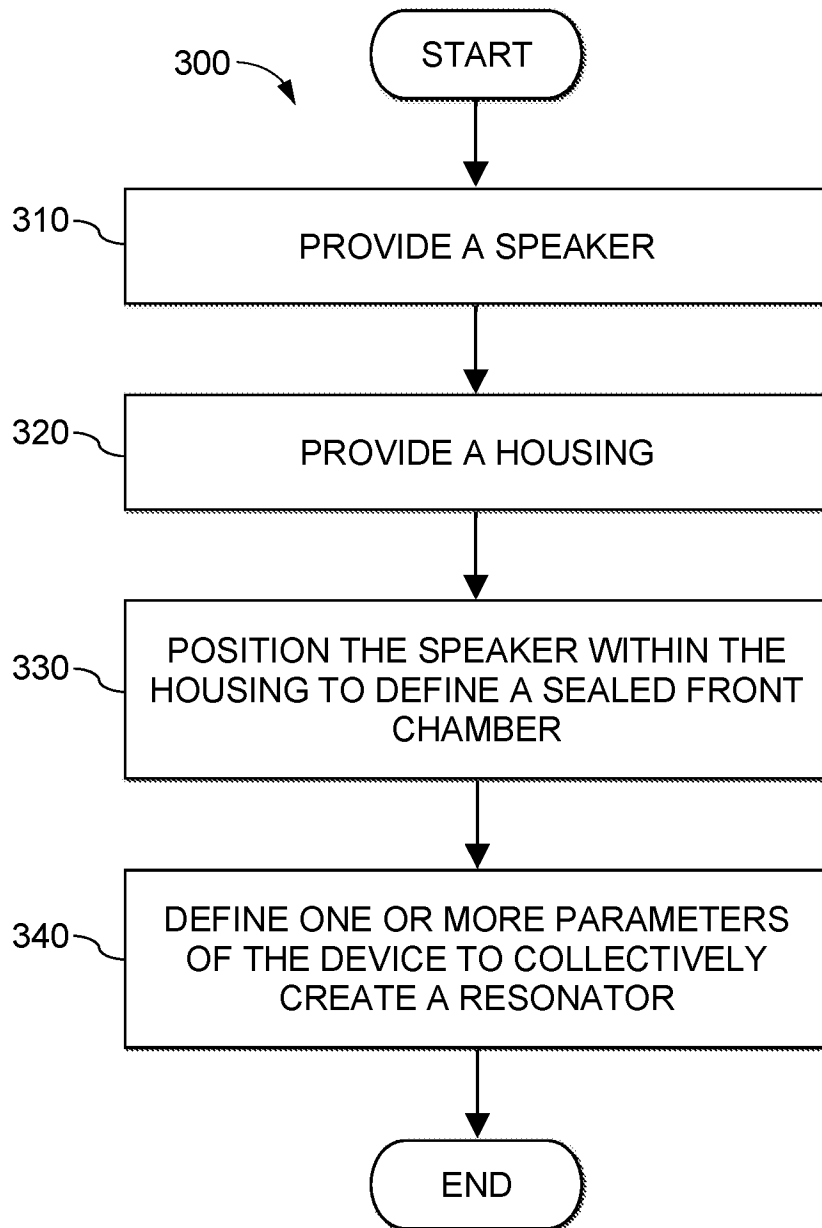 300
START
310
PROVIDE A SPEAKER
320
PROVIDE A HOUSING
330
POSITION THE SPEAKER WITHIN THE
HOUSING TO DEFINE A SEALED FRONT
CHAMBER
340
DEFINE ONE OR MORE PARAMETERS
OF THE DEVICE TO COLLECTIVELY
CREATE A RESONATOR
END